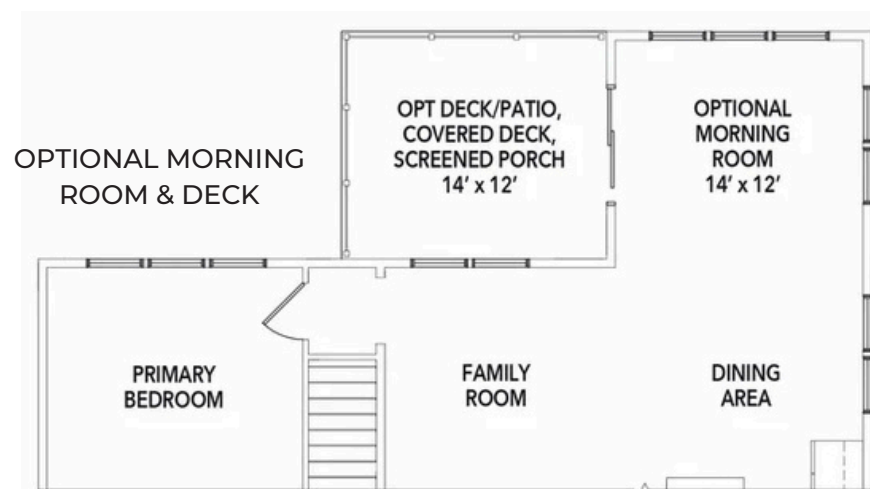 OPTIONAL MORNING
ROOM & DECK
OPT DECK/PATIO,
COVERED DECK,
SCREENED PORCH
14' x 12'
OPTIONAL
MORNING
ROOM
14' x 12'
PRIMARY
BEDROOM
FAMILY
ROOM
DINING
AREA